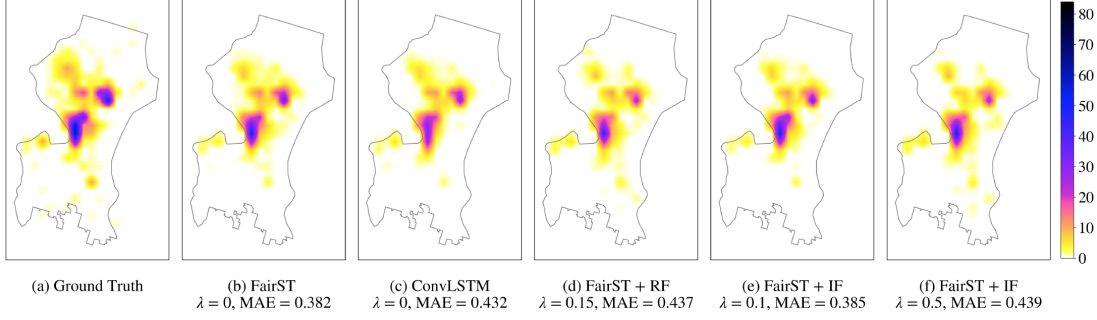 80
70
60
50
40
30
20
10
0
(a) Ground Truth
(b) FairST
λ = 0, MAE = 0.382
(c) ConvLSTM
λ = 0, MAE = 0.432
(d) FairST + RF
λ = 0.15, MAE = 0.437
(e) FairST + IF
λ = 0.1, MAE = 0.385
(f) FairST + IF
λ = 0.5, MAE = 0.439